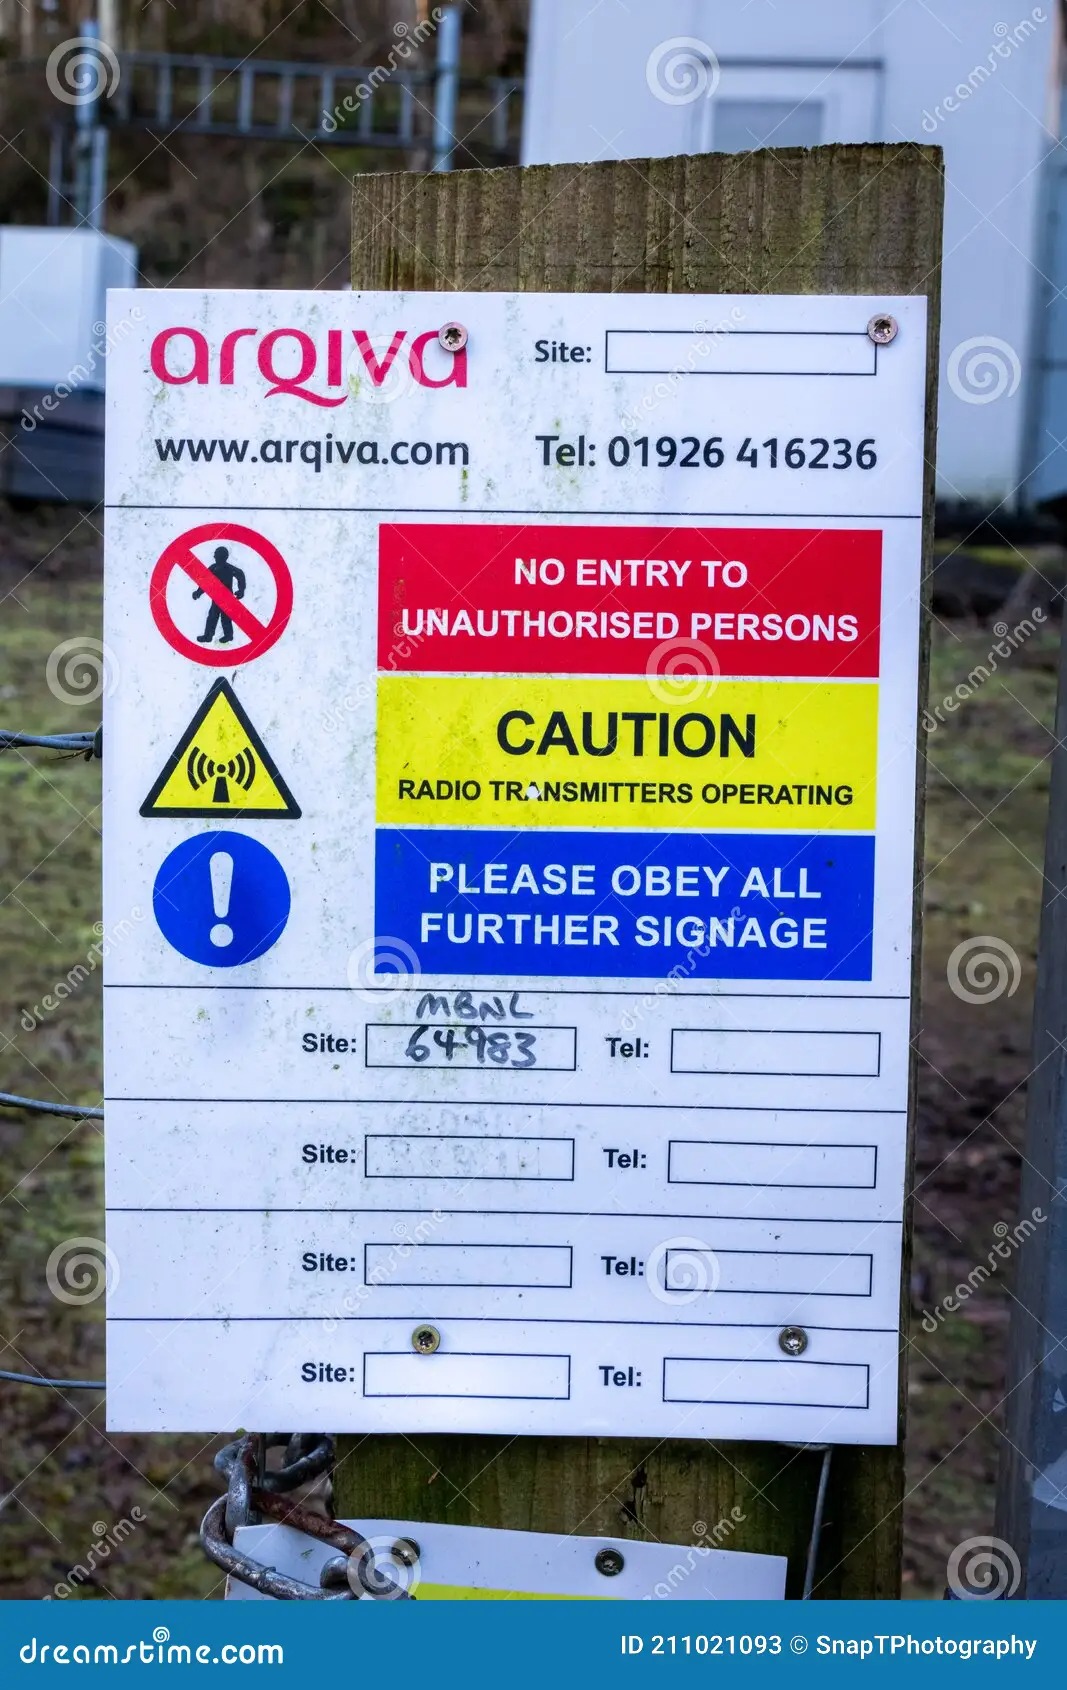 arqiva
Site:
www.arqiva.com
Tel: 01926 416236
NO ENTRY TO
UNAUTHORISED PERSONS
CAUTION
RADIO TRANSMITTERS OPERATING
PLEASE OBEY ALL
FURTHER SIGNAGE
MBNL
Site: 64983 Tel:
Site: Tel:
Site: Tel:
Site: Tel:
dreamstime.com
ID 211021093 © SnapTPhotography